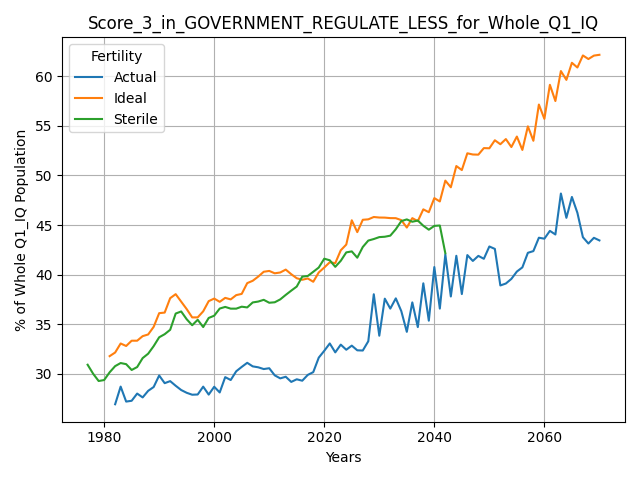 Score_3_in_GOVERNMENT_REGULATE_LESS_for_Whole_Q1_IQ
Fertility
Actual
Ideal
Sterile
% of Whole Q1_IQ Population
60
55
50
45
40
35
30
1980
2000
2020
2040
2060
Years